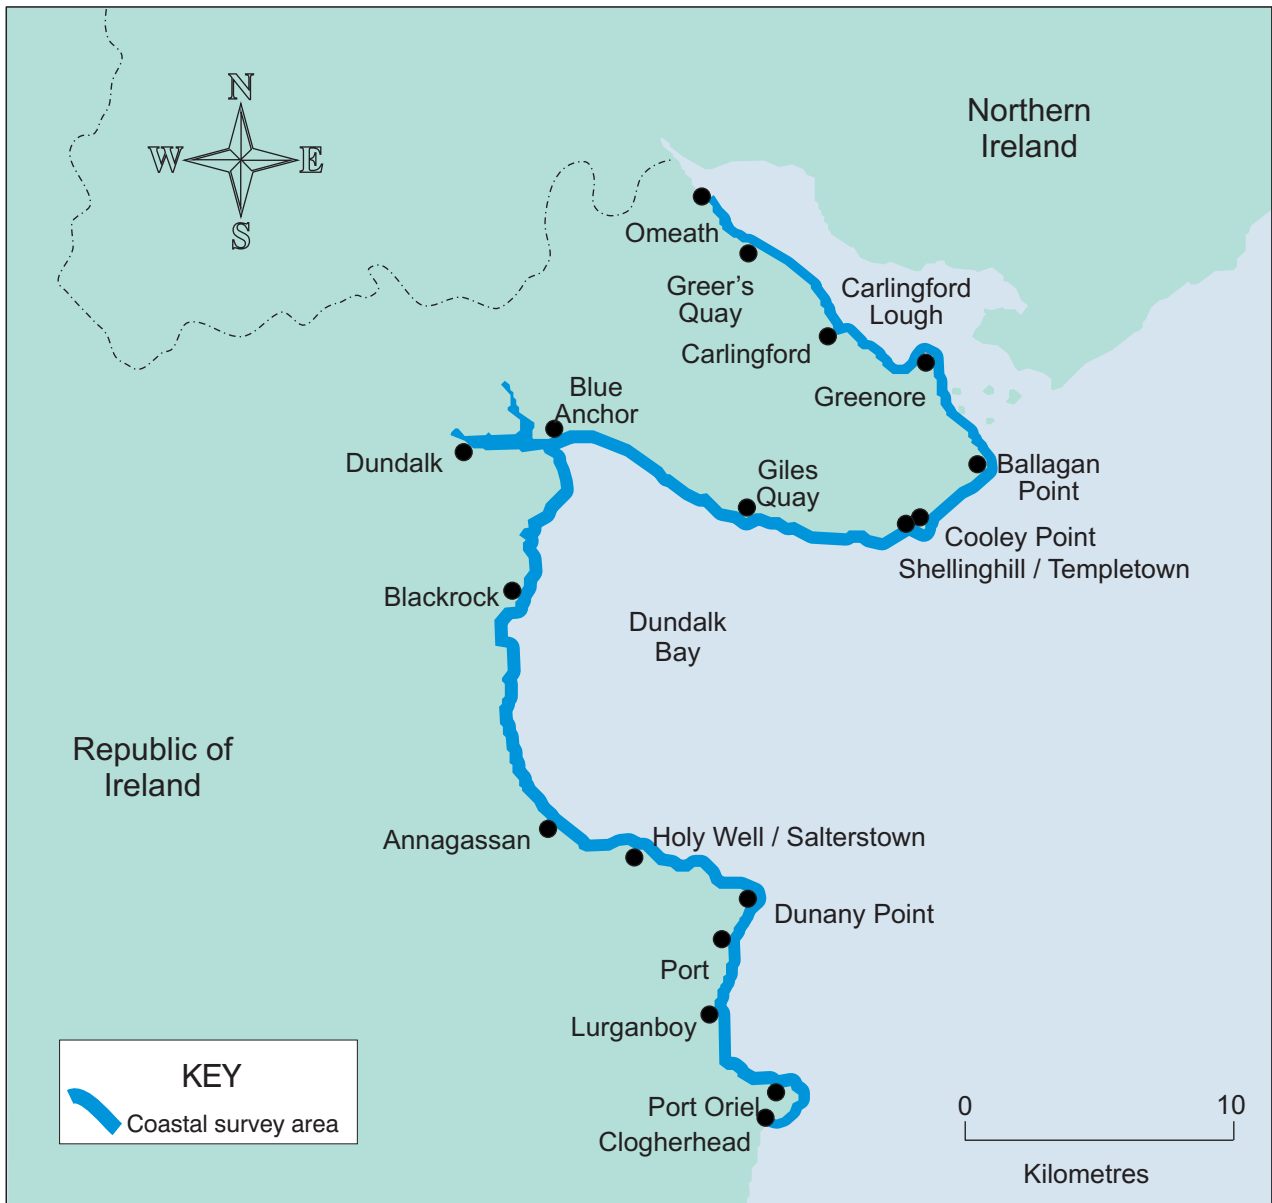 N
W E
S
Northern
Ireland
Omeath
Greer's
Quay
Carlingford
Lough
Carlingford
Greenore
Blue
Anchor
Dundalk
Giles
Quay
Ballagan
Point
Cooley Point
Shellinghill / Templetown
Blackrock
Dundalk
Bay
Republic of
Ireland
Annagassan
Holy Well / Salterstown
Dunany Point
Port
Lurganboy
Port Oriel
Clogherhead
KEY
Coastal survey area
0 10
Kilometres